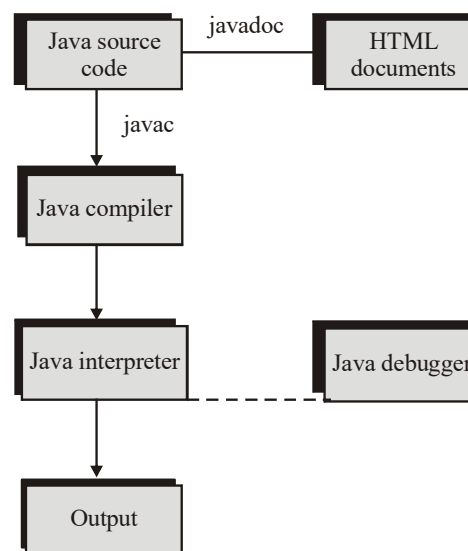 Java source
code
javadoc
HTML
documents
javac
Java compiler
Java interpreter
Java debugger
Output